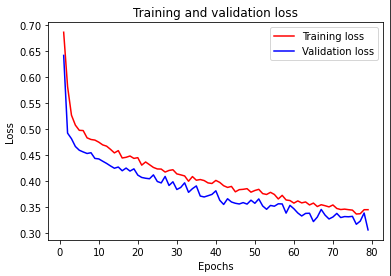 Training and validation loss
Training loss
Validation loss
Loss
0.70
0.65
0.60
0.55
0.50
0.45
0.40
0.35
0.30
0 10 20 30 40 50 60 70 80
Epochs